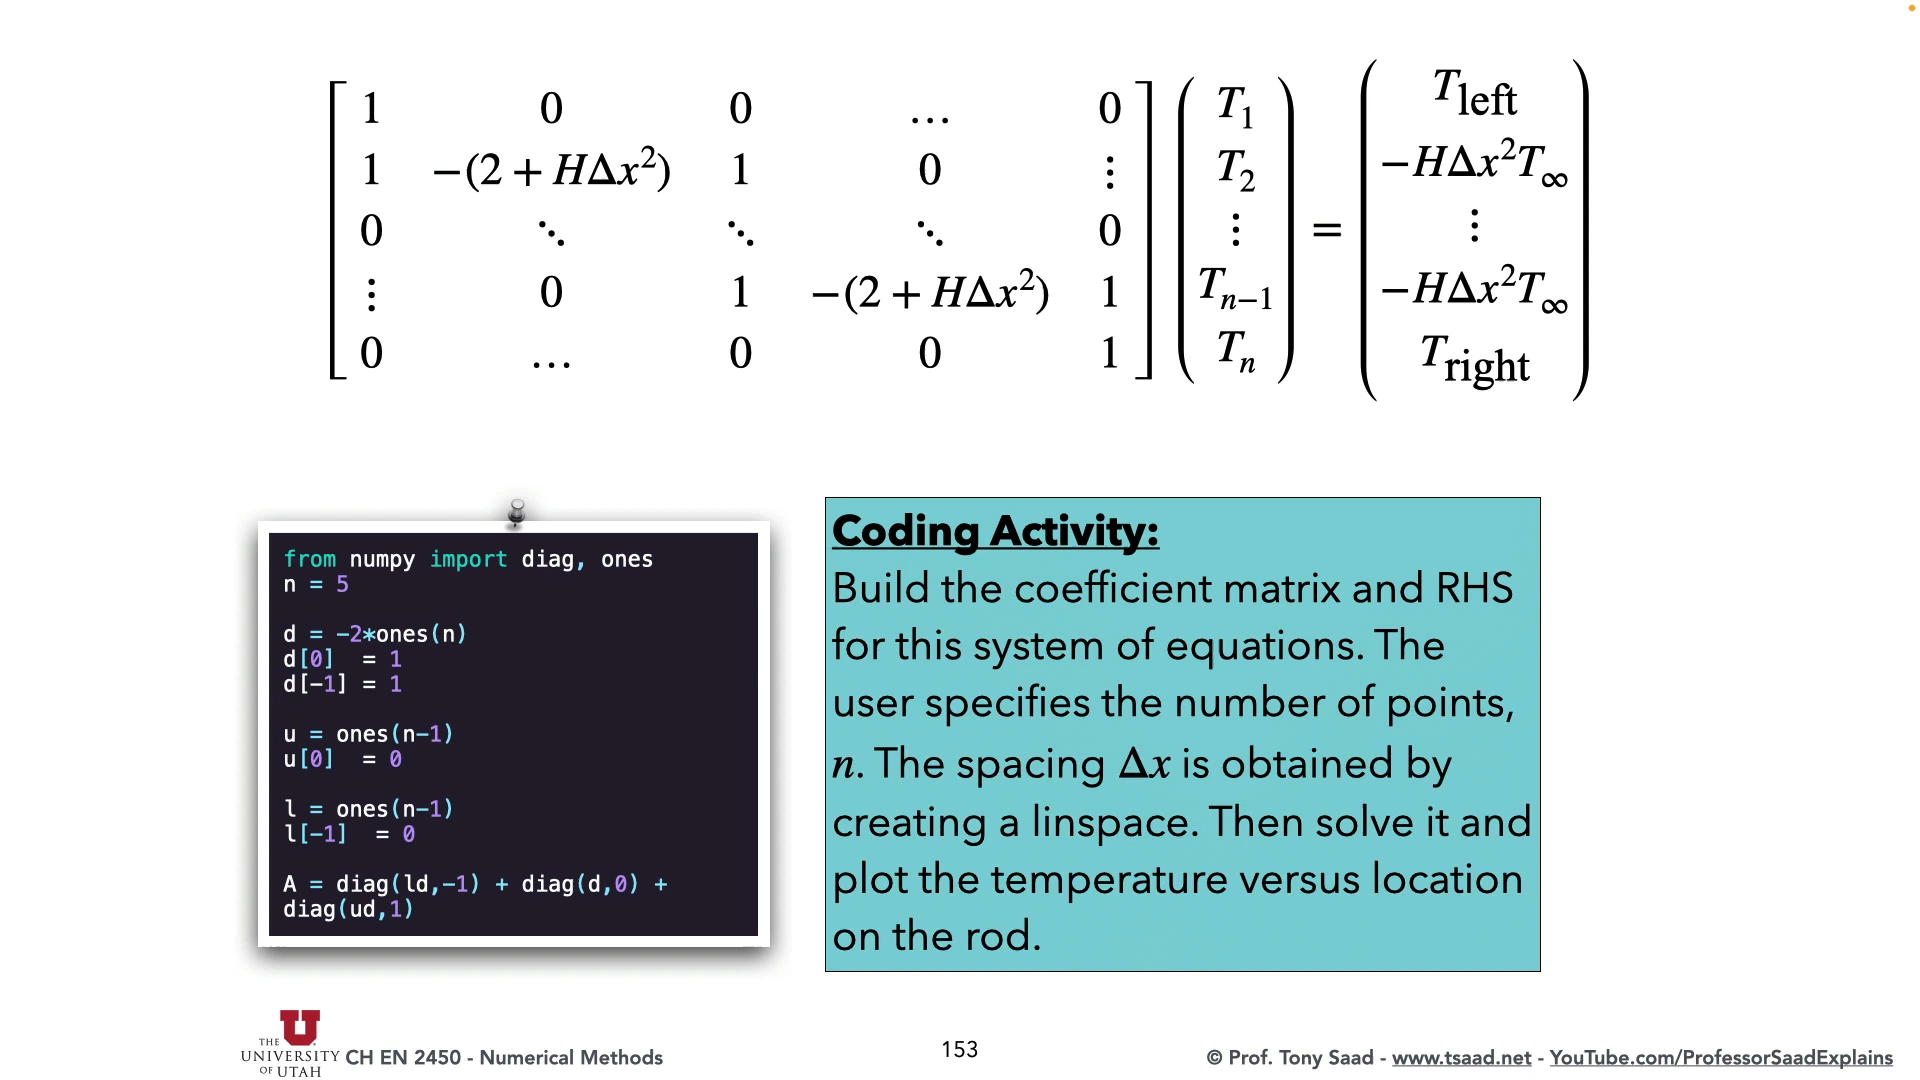 1 0 0 … 0
1 −(2 + HΔx²) 1 0 ⋮
0 ⋱ ⋱ ⋱ 0
⋮ 0 1 −(2 + HΔx²) 1
0 … 0 0 1
T₁
T₂
⋮
Tₙ₋₁
Tₙ
=
T_left
−HΔx²T_∞
⋮
−HΔx²T_∞
T_right
from numpy import diag, ones
n = 5
d = -2*ones(n)
d[0]  = 1
d[-1] = 1
u = ones(n-1)
u[0]  = 0
l = ones(n-1)
l[-1]  = 0
A = diag(ld,-1) + diag(d,0) +
diag(ud,1)
Coding Activity:
Build the coefficient matrix and RHS
for this system of equations. The
user specifies the number of points,
n. The spacing Δx is obtained by
creating a linspace. Then solve it and
plot the temperature versus location
on the rod.
THE
UNIVERSITY
OF UTAH
CH EN 2450 - Numerical Methods
153
© Prof. Tony Saad - www.tsaad.net - YouTube.com/ProfessorSaadExplains